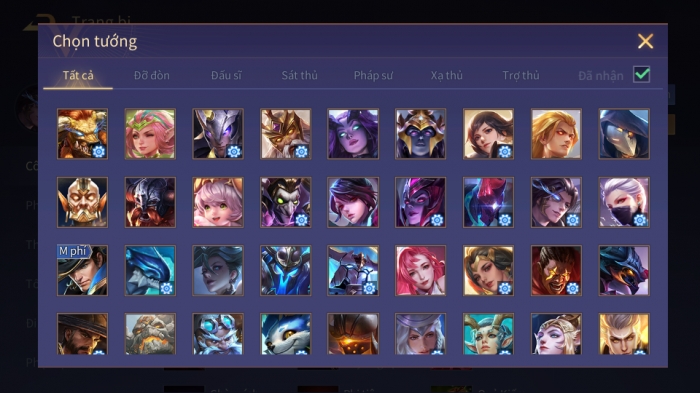 Trang bị
Chọn tướng
Tất cả Đỡ đòn Đấu sĩ Sát thủ Pháp sư Xạ thủ Trợ thủ Đã nhận
M phí